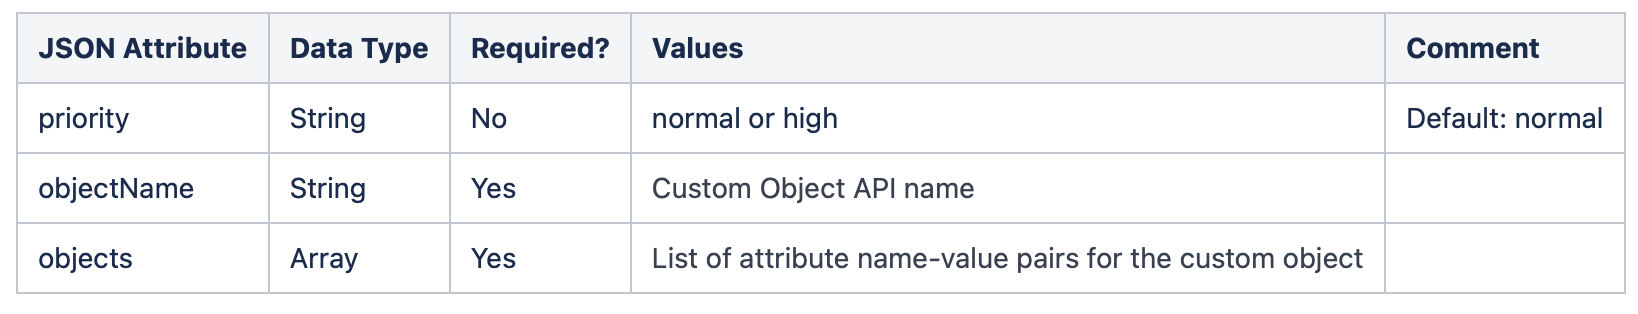 JSON Attribute Data Type Required? Values Comment
priority String No normal or high Default: normal
objectName String Yes Custom Object API name
objects Array Yes List of attribute name-value pairs for the custom object